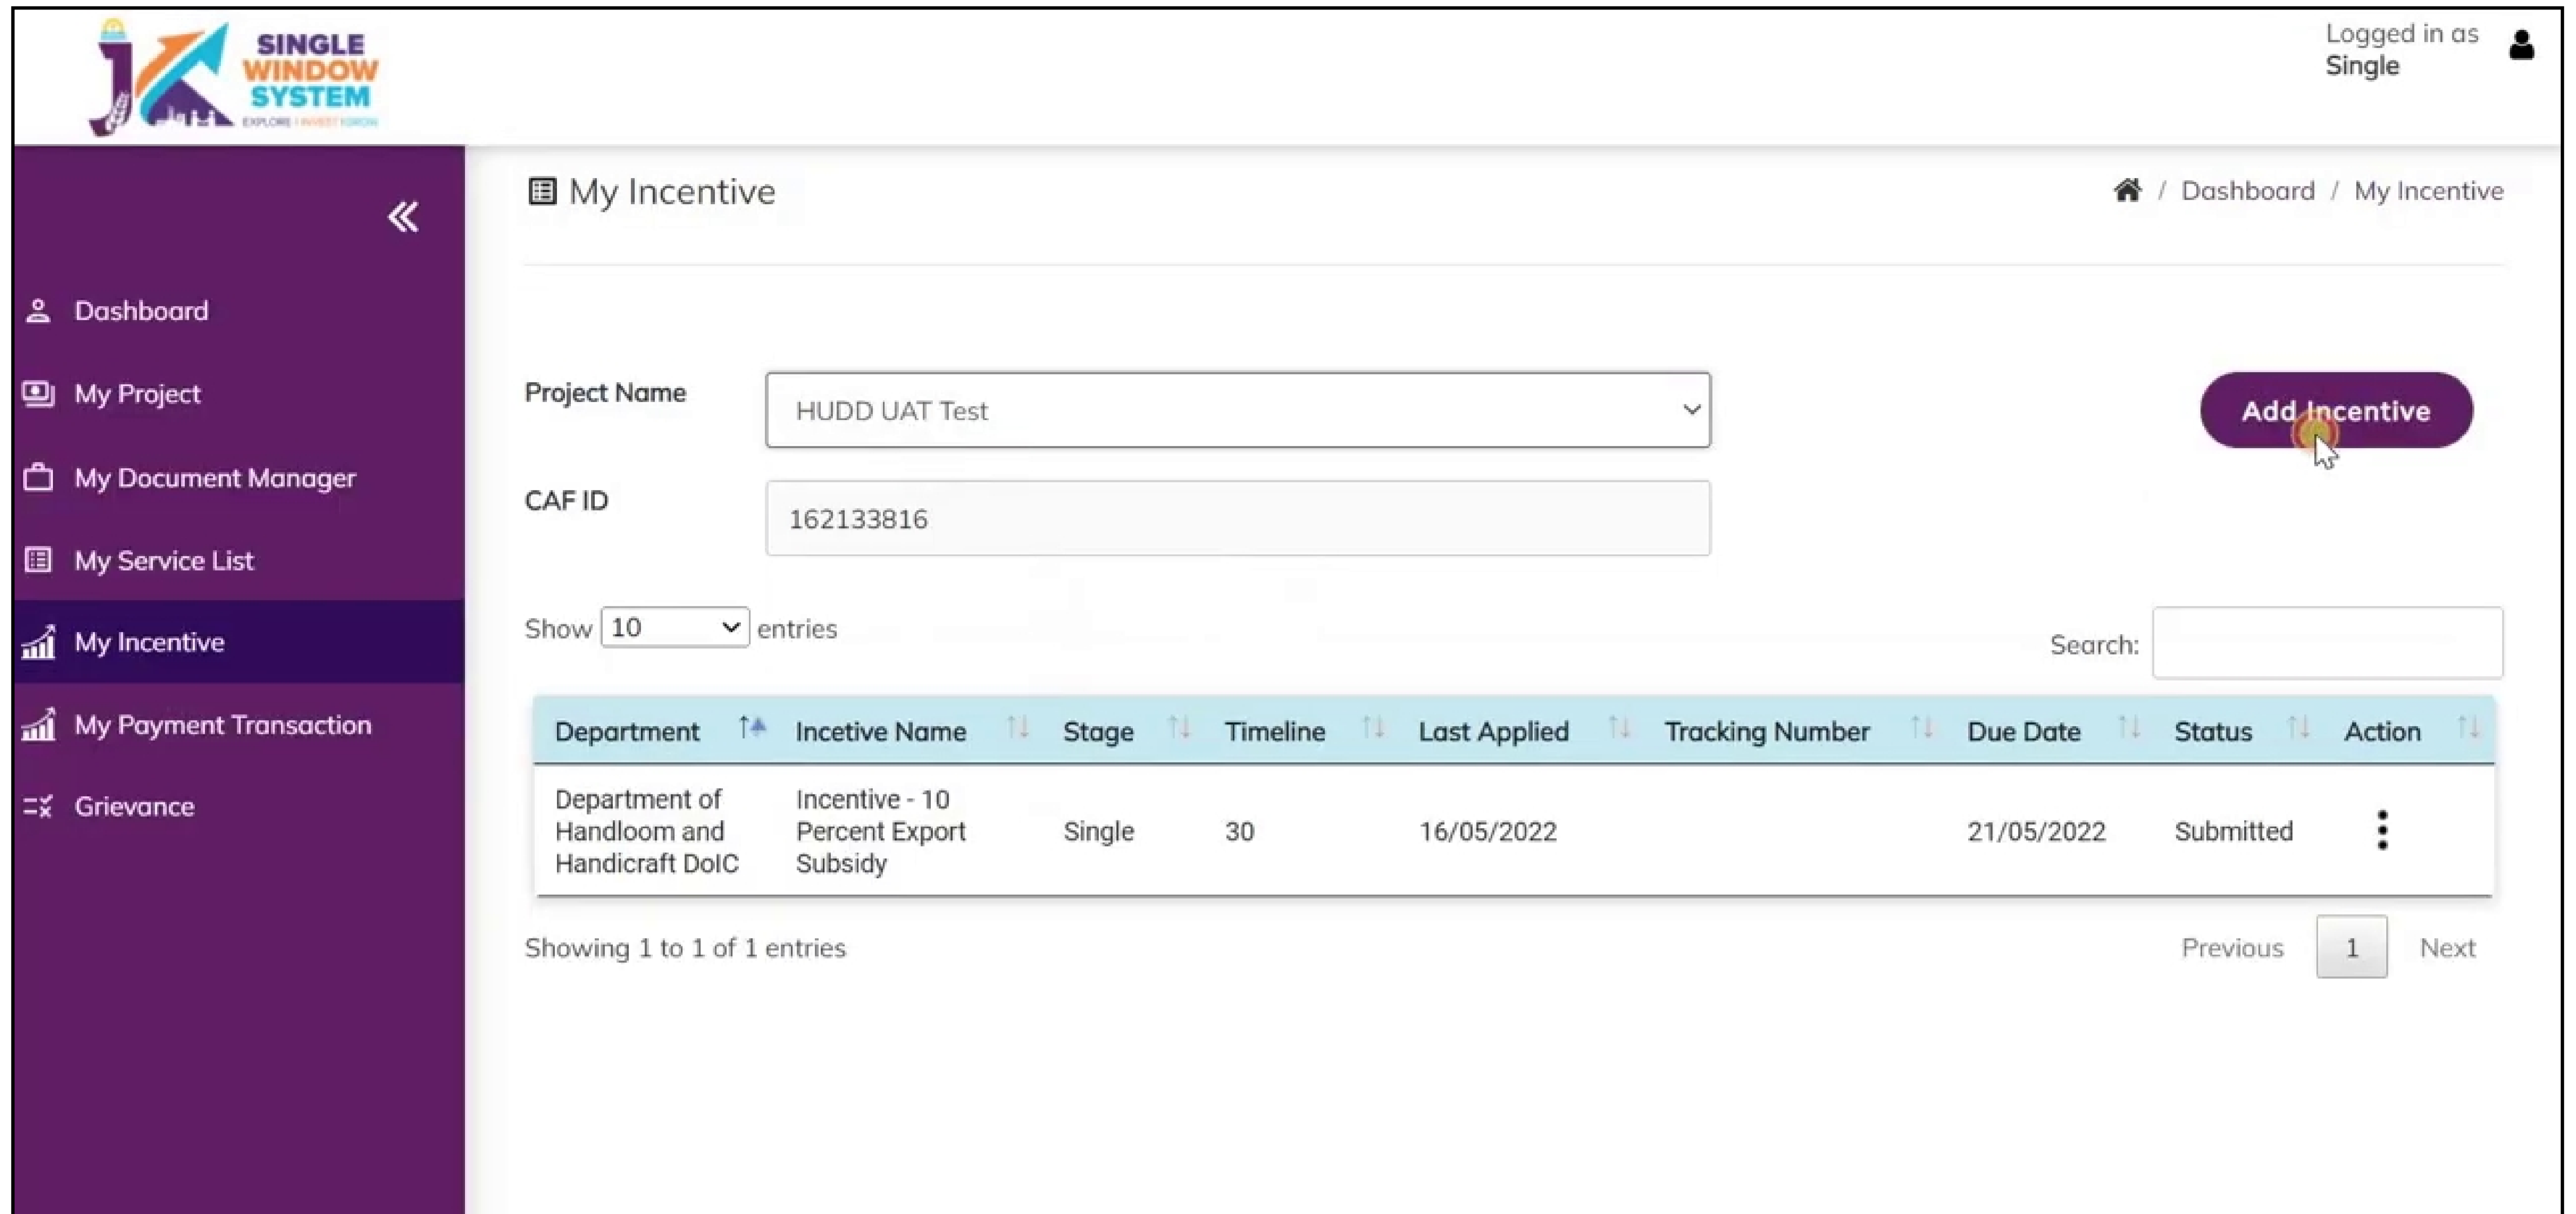 SINGLE
WINDOW
SYSTEM
EXPLORE | INVEST | GROW
Logged in as
Single
Dashboard
My Project
My Document Manager
My Service List
My Incentive
My Payment Transaction
Grievance
My Incentive
/ Dashboard / My Incentive
Project Name
HUDD UAT Test
Add Incentive
CAF ID
162133816
Show 10 entries
Search:
Department Incetive Name Stage Timeline Last Applied Tracking Number Due Date Status Action
Department of
Handloom and
Handicraft DoIC
Incentive - 10
Percent Export
Subsidy
Single
30
16/05/2022
21/05/2022
Submitted
Showing 1 to 1 of 1 entries
Previous 1 Next